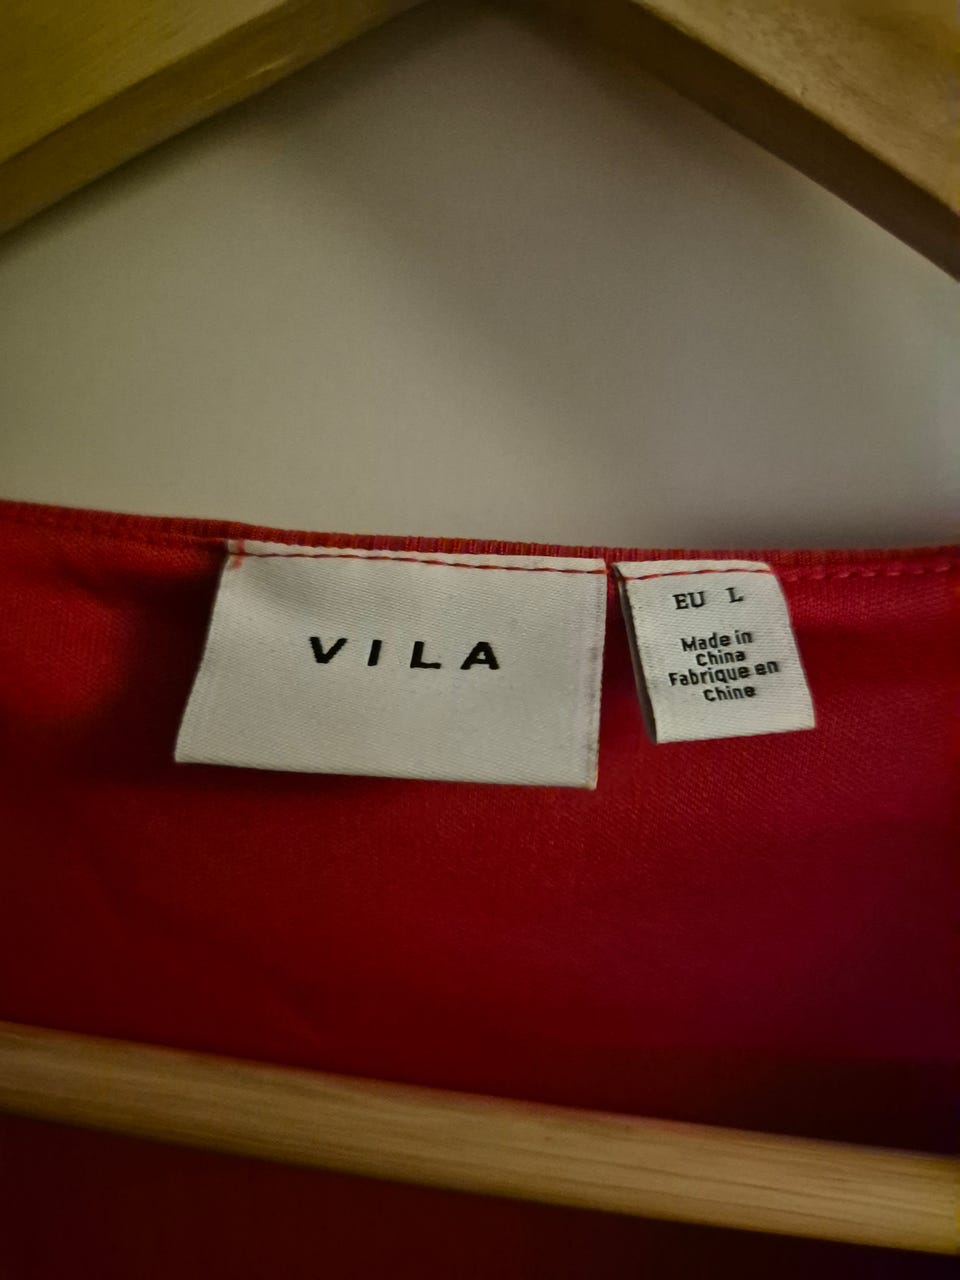 VILA
EU L
Made in
China
Fabrique en
Chine